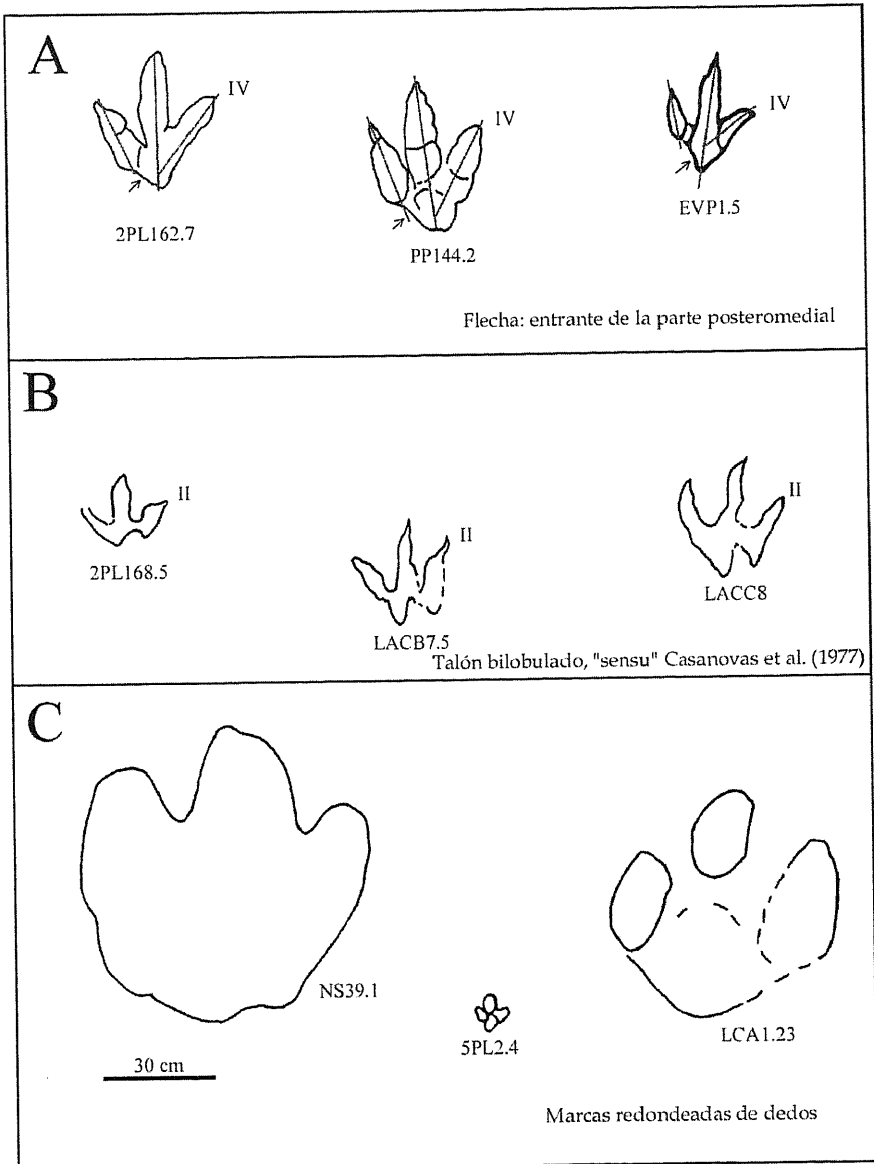 A
IV
2PL162.7
IV
PP144.2
IV
EVP1.5
Flecha: entrante de la parte posteromedial
B
II
2PL168.5
II
LACB7.5
II
LACC8
Talón bilobulado, "sensu" Casanovas et al. (1977)
C
NS39.1
5PL2.4
LCA1.23
30 cm
Marcas redondeadas de dedos